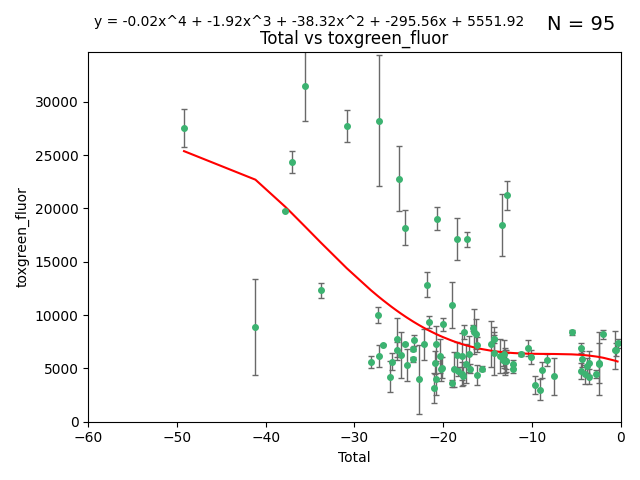 y = -0.02x^4 + -1.92x^3 + -38.32x^2 + -295.56x + 5551.92
N = 95
Total vs toxgreen_fluor
toxgreen_fluor
30000
25000
20000
15000
10000
5000
0
−60
−50
−40
−30
−20
−10
0
Total